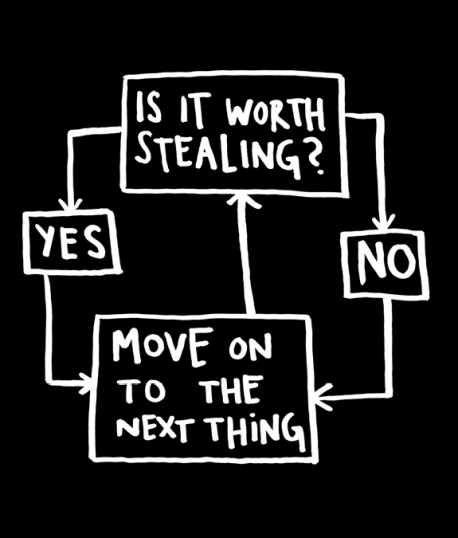 IS IT WORTH
STEALING?
YES
NO
MOVE ON
TO THE
NEXT THING